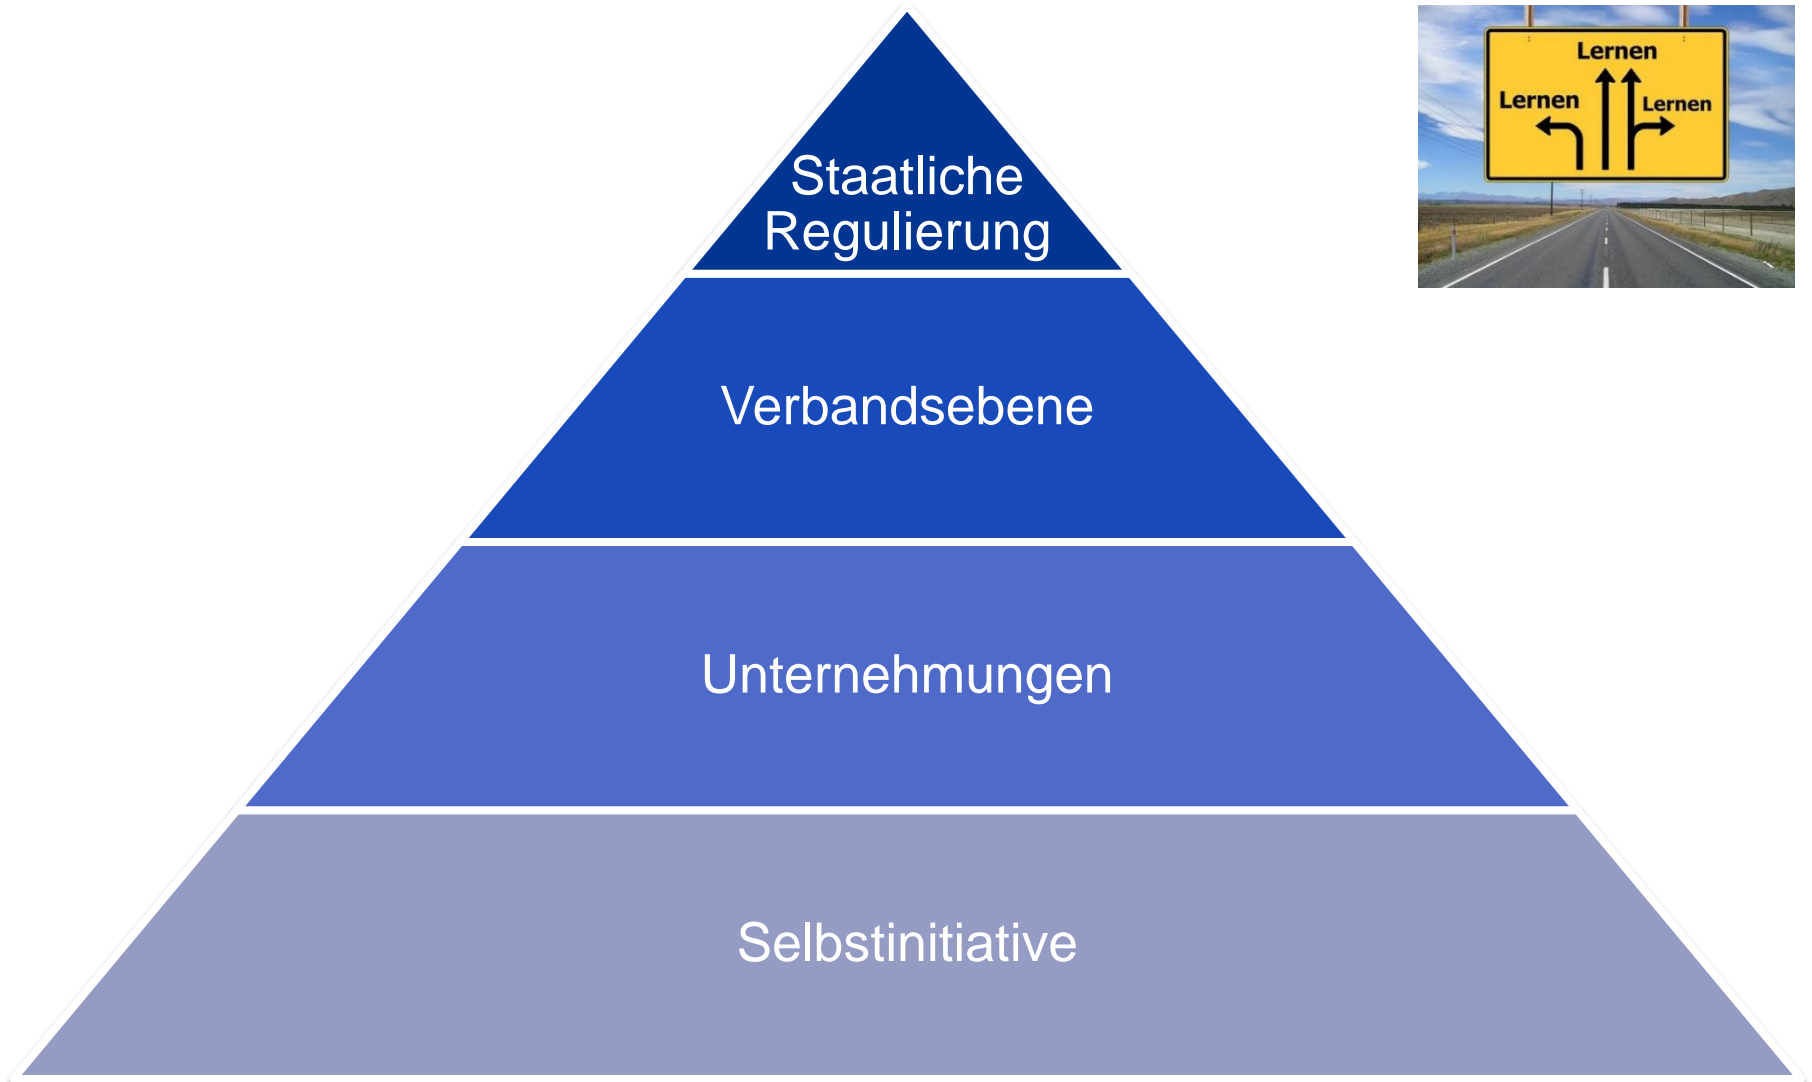 Lernen
Lernen
Lernen
Staatliche
Regulierung
Verbandsebene
Unternehmungen
Selbstinitiative